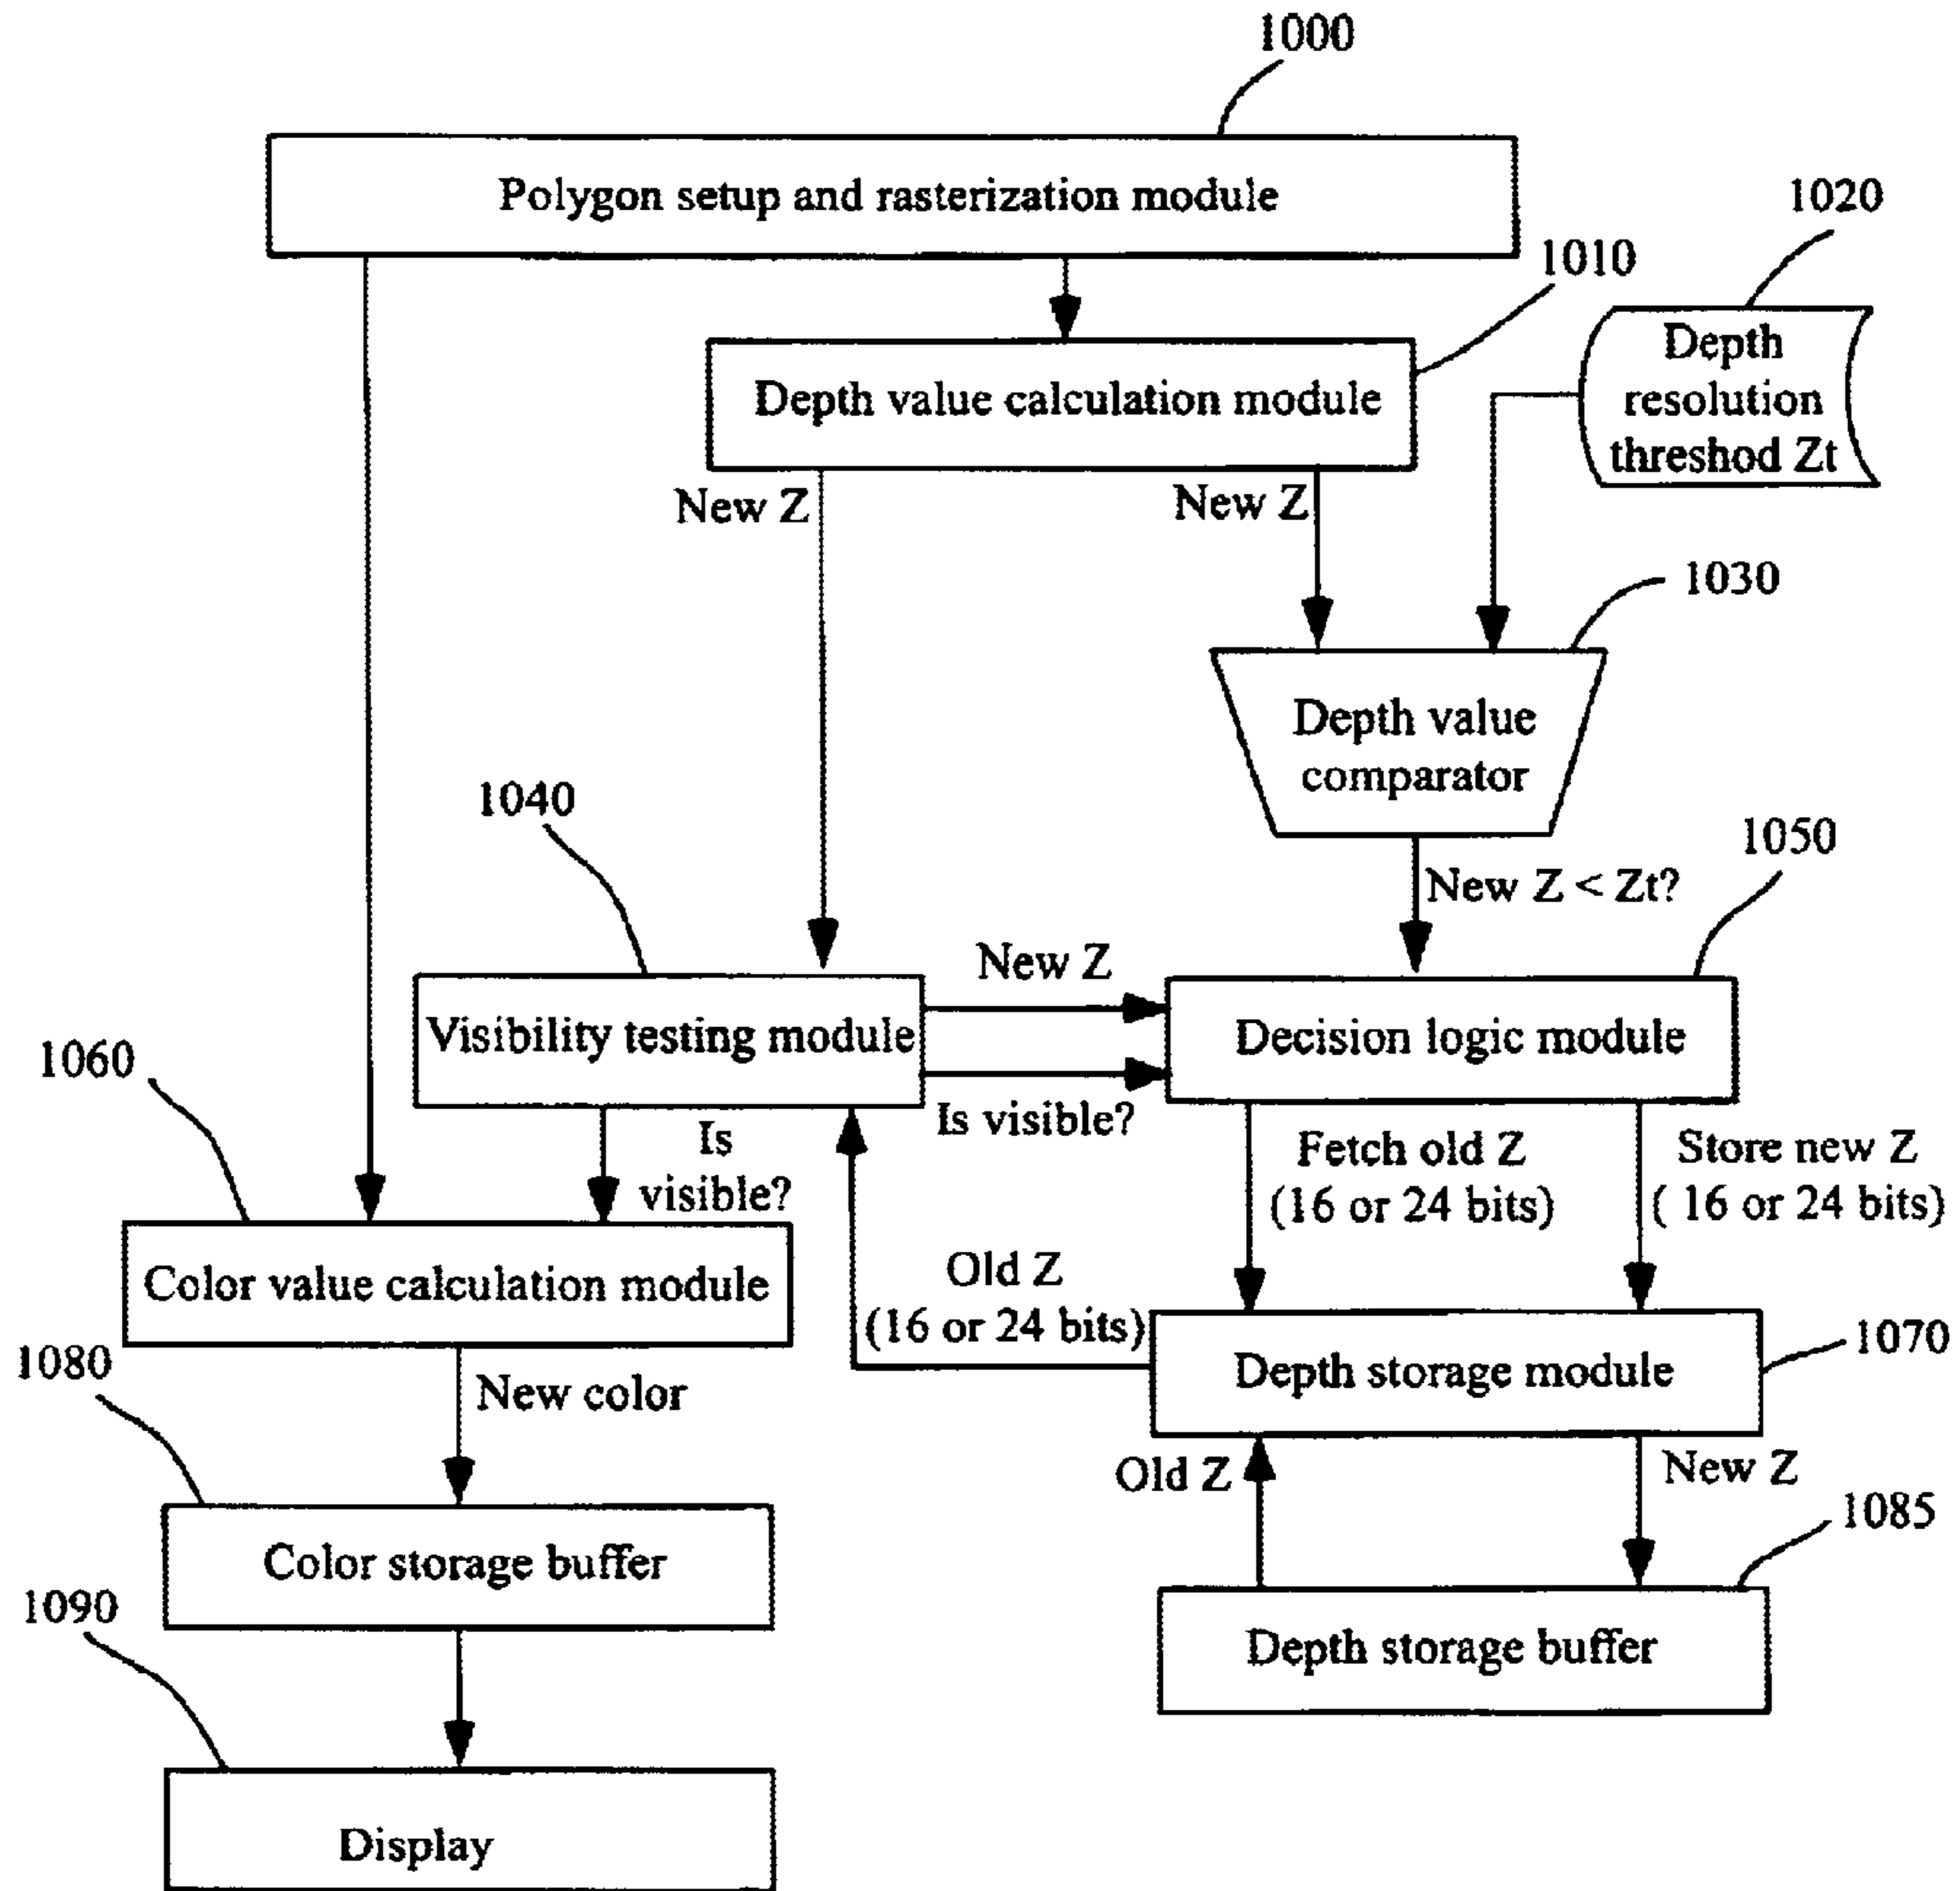 1000
Polygon setup and rasterization module
1020
1010
Depth
resolution
threshod Zt
Depth value calculation module
New Z
New Z
1030
Depth value
comparator
1040
1050
New Z < Zt?
New Z
Visibility testing module
Decision logic module
1060
Is visible?
Is
visible?
Fetch old Z
(16 or 24 bits)
Store new Z
( 16 or 24 bits)
Color value calculation module
Old Z
(16 or 24 bits)
1070
Depth storage module
1080
New color
Old Z
New Z
1085
Color storage buffer
1090
Depth storage buffer
Display